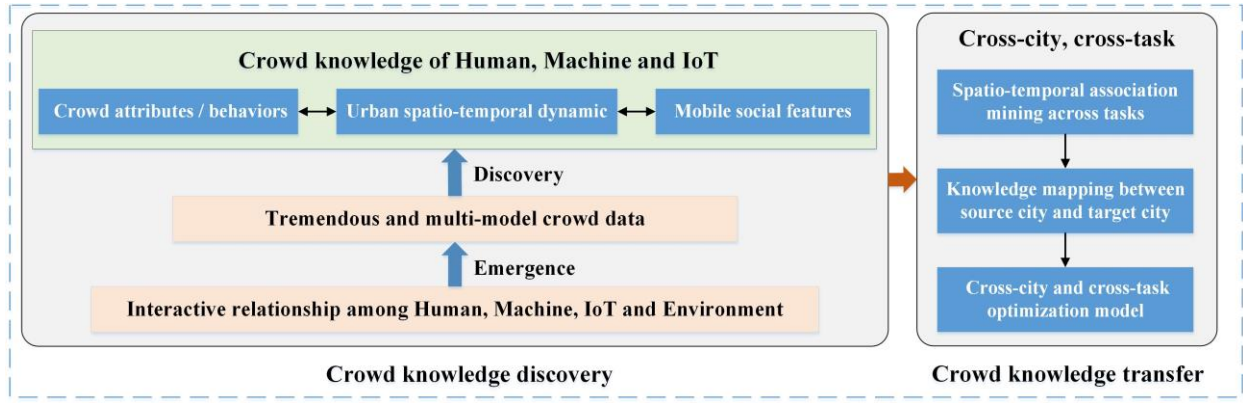 Crowd knowledge of Human, Machine and IoT
Crowd attributes / behaviors
Urban spatio-temporal dynamic
Mobile social features
Discovery
Tremendous and multi-model crowd data
Emergence
Interactive relationship among Human, Machine, IoT and Environment
Crowd knowledge discovery
Cross-city, cross-task
Spatio-temporal association
mining across tasks
Knowledge mapping between
source city and target city
Cross-city and cross-task
optimization model
Crowd knowledge transfer